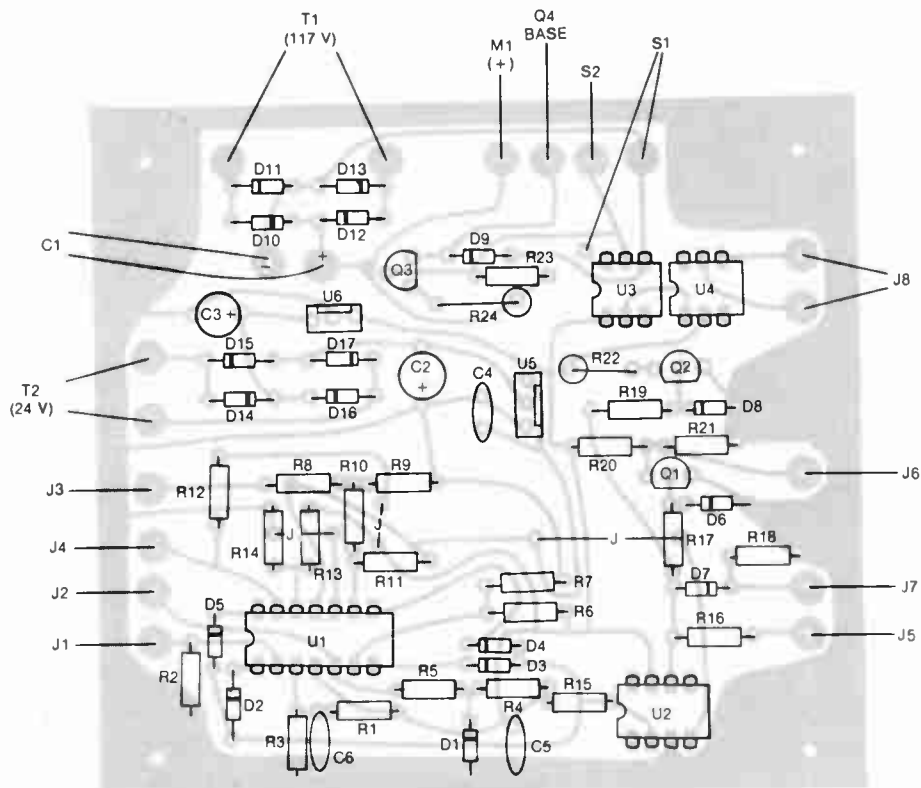 T1
(117 V)
Q4
BASE
M1
(+)
S2
S1
D11
D13
D10
D12
C1
−
+
Q3
D9
R23
R24
U3
U4
J8
C3 +
U6
D15
D17
D14
D16
T2
(24 V)
C2
+
C4
U5
R22
Q2
R19
D8
R20
R21
Q1
J6
J3
R12
R8
R10
R9
J4
R14
J
R13
J
R11
J
R17
D6
R18
J2
D5
R7
D7
J7
R6
J1
U1
D4
D3
R16
J5
R2
D2
R5
R4
R15
U2
R1
R3
C6
D1
C5